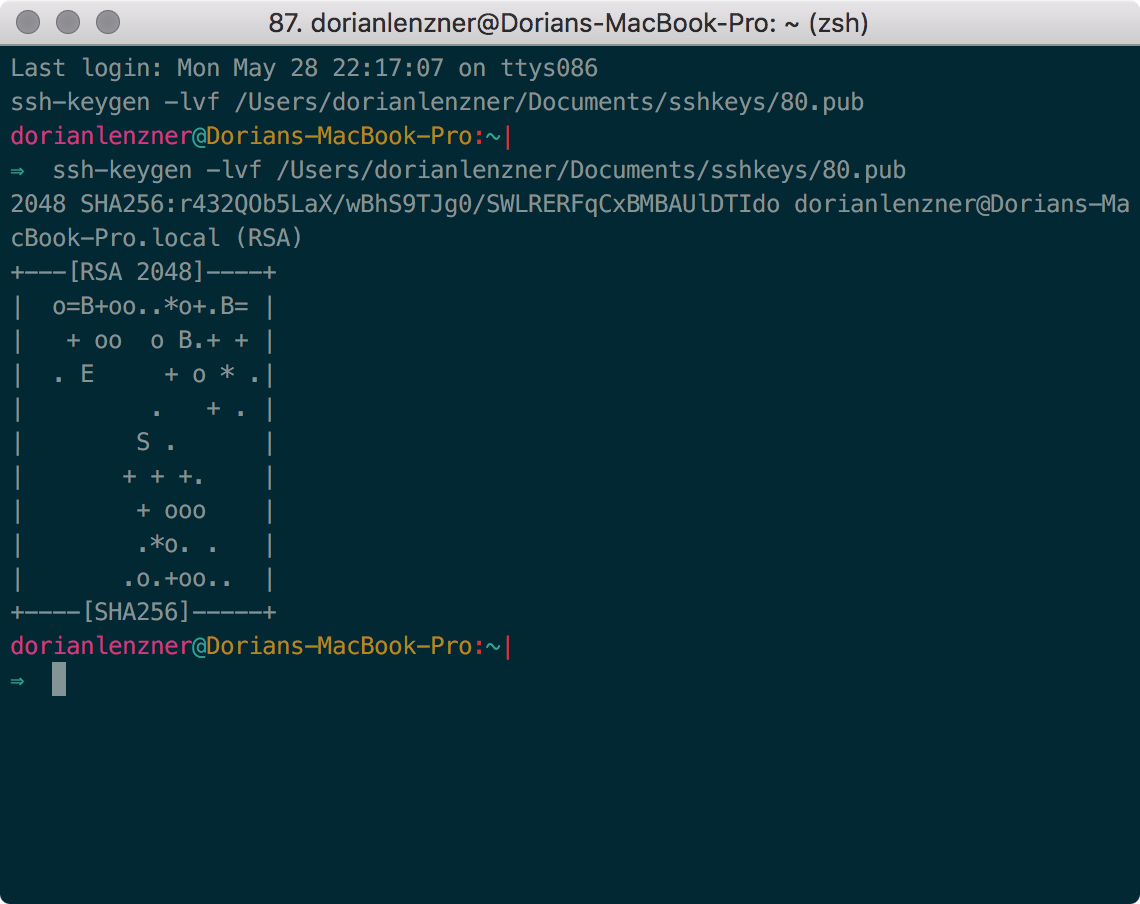 87. dorianlenzner@Dorians-MacBook-Pro: ~ (zsh)
Last login: Mon May 28 22:17:07 on ttys086
ssh-keygen -lvf /Users/dorianlenzner/Documents/sshkeys/80.pub
dorianlenzner@Dorians-MacBook-Pro:~|
⇒  ssh-keygen -lvf /Users/dorianlenzner/Documents/sshkeys/80.pub
2048 SHA256:r432QOb5LaX/wBhS9TJg0/SWLRERFqCxBMBAUlDTIdo dorianlenzner@Dorians-Ma
cBook-Pro.local (RSA)
+---[RSA 2048]----+
|  o=B+oo..*o+.B= |
|   + oo  o B.+ + |
|  . E     + o * .|
|         .   + . |
|        S .      |
|       + + +.    |
|        + ooo    |
|        .*o. .   |
|       .o.+oo..  |
+----[SHA256]-----+
dorianlenzner@Dorians-MacBook-Pro:~|
⇒